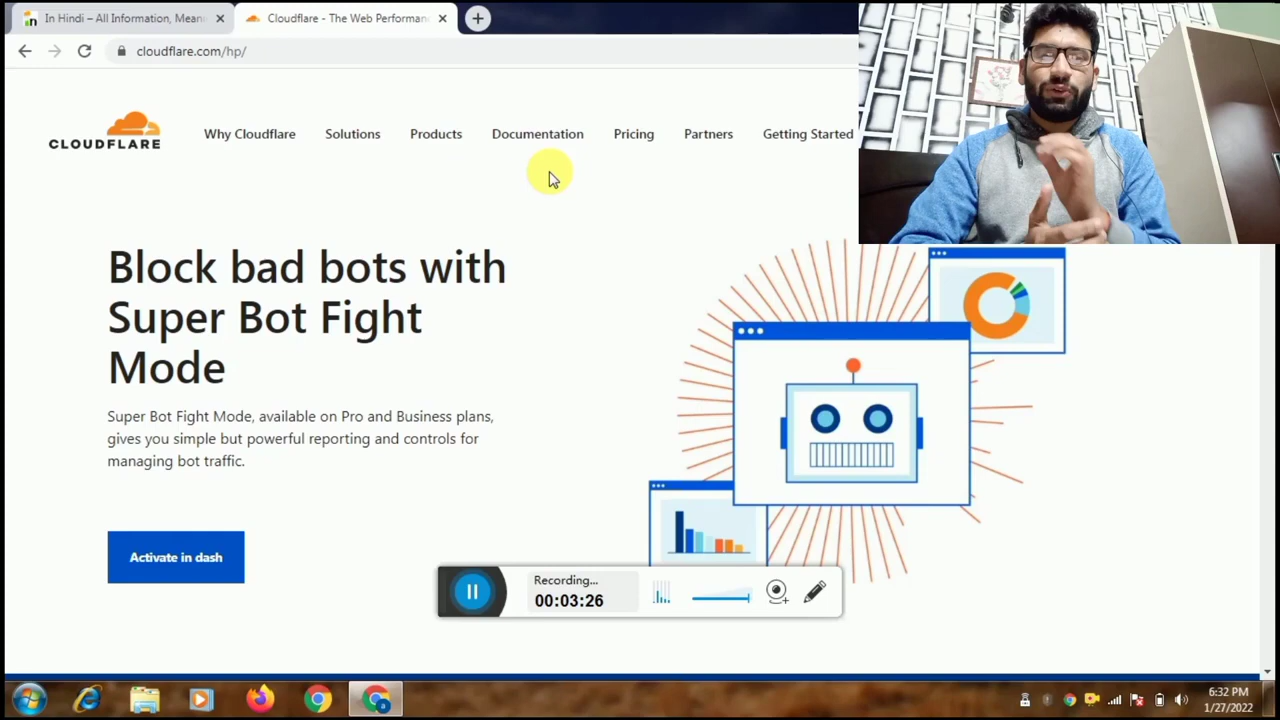 In Hindi – All Information, Mean
Cloudflare - The Web Performan
cloudflare.com/hp/
CLOUDFLARE
Why Cloudflare
Solutions
Products
Documentation
Pricing
Partners
Getting Started
Block bad bots with
Super Bot Fight
Mode
Super Bot Fight Mode, available on Pro and Business plans,
gives you simple but powerful reporting and controls for
managing bot traffic.
Activate in dash
Recording...
00:03:26
6:32 PM
1/27/2022